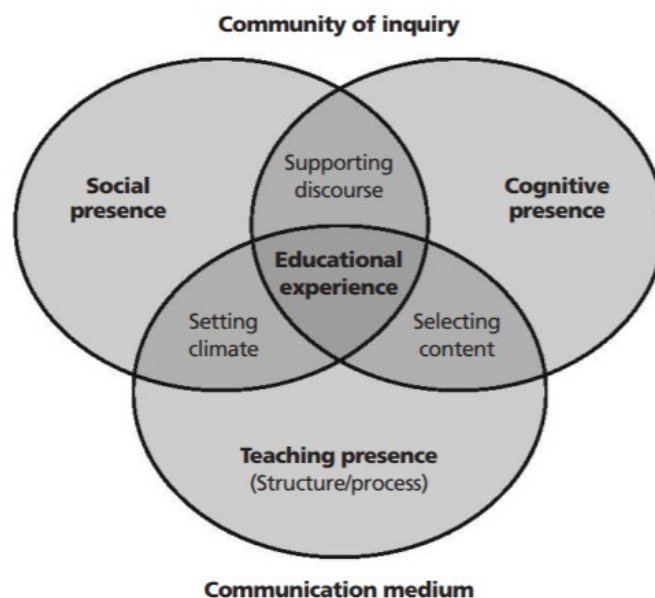 Community of inquiry
Supporting
discourse
Social
presence
Cognitive
presence
Educational
experience
Setting
climate
Selecting
content
Teaching presence
(Structure/process)
Communication medium